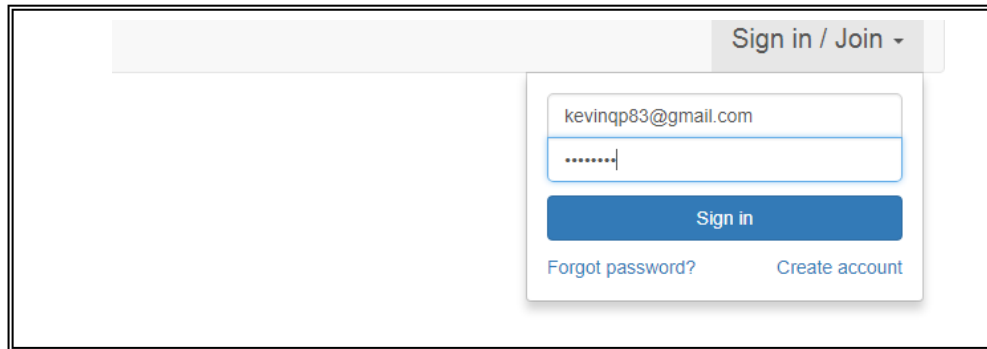 Sign in / Join
kevinqp83@gmail.com
••••••••
Sign in
Forgot password? Create account